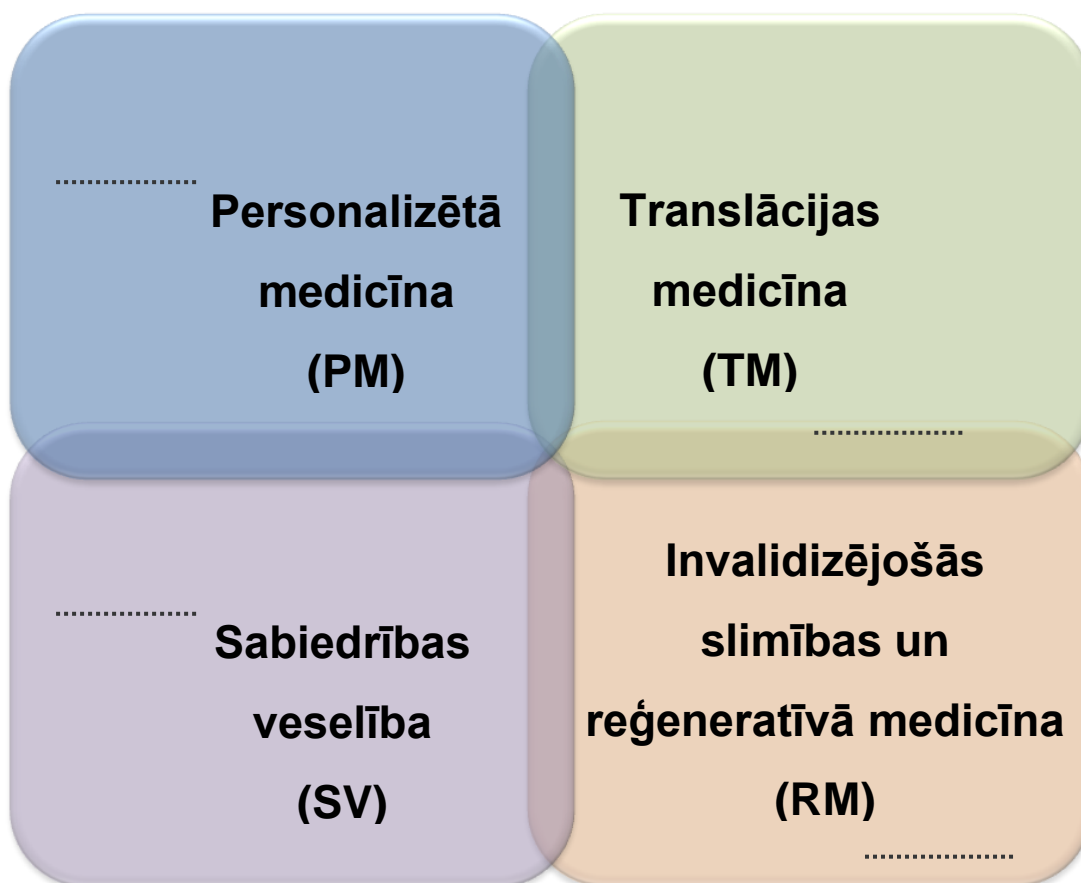 Personalizētā
medicīna
(PM)
Translācijas
medicīna
(TM)
Sabiedrības
veselība
(SV)
Invalidizējošās
slimības un
reģeneratīvā medicīna
(RM)